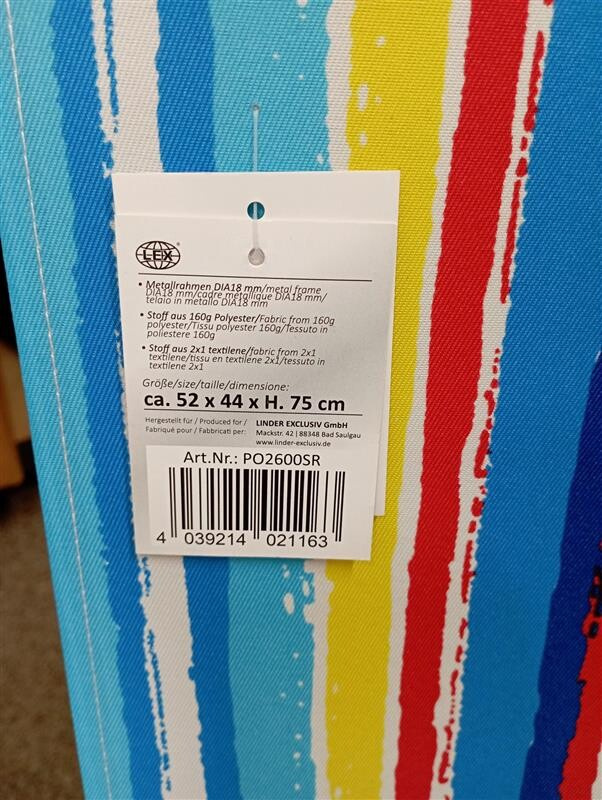 LEX®
• Metallrahmen DIA18 mm/metal frame
DIA18 mm/cadre métallique DIA18 mm/
telaio in metallo DIA18 mm
• Stoff aus 160g Polyester/Fabric from 160g
polyester/Tissu polyester 160g/Tessuto in
poliestere 160g
• Stoff aus 2x1 textilene/fabric from 2x1
textilene/tissu en textilene 2x1/tessuto in
textilene 2x1
Größe/size/taille/dimensione:
ca. 52 x 44 x H. 75 cm
Hergestellt für / Produced for / LINDER EXCLUSIV GmbH
Fabriqué pour / Fabbricati per: Mackstr. 42 | 88348 Bad Saulgau
www.linder-exclusiv.de
Art.Nr.: PO2600SR
4 039214 021163